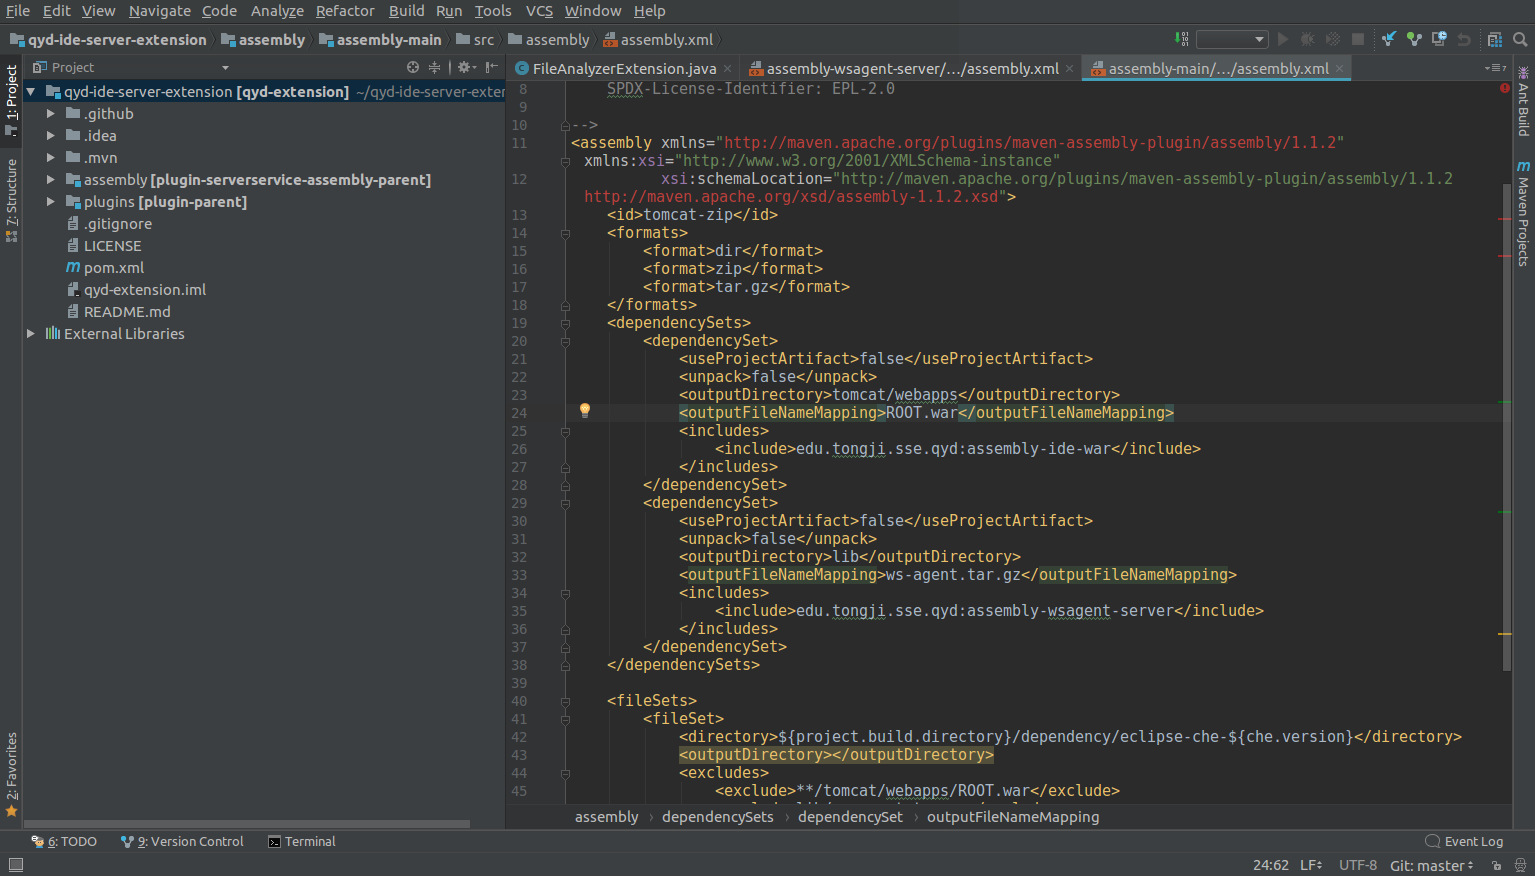 File Edit View Navigate Code Analyze Refactor Build Run Tools VCS Window Help
qyd-ide-server-extension assembly assembly-main src assembly assembly.xml
Project
FileAnalyzerExtension.java assembly-wsagent-server/.../assembly.xml assembly-main/.../assembly.xml
1: Project
7: Structure
2: Favorites
qyd-ide-server-extension [qyd-extension] ~/qyd-ide-server-exter
.github
.idea
.mvn
assembly [plugin-serverservice-assembly-parent]
plugins [plugin-parent]
.gitignore
LICENSE
pom.xml
qyd-extension.iml
README.md
External Libraries
8 SPDX-License-Identifier: EPL-2.0
9
10 -->
11 <assembly xmlns="http://maven.apache.org/plugins/maven-assembly-plugin/assembly/1.1.2"
xmlns:xsi="http://www.w3.org/2001/XMLSchema-instance"
12 xsi:schemaLocation="http://maven.apache.org/plugins/maven-assembly-plugin/assembly/1.1.2
http://maven.apache.org/xsd/assembly-1.1.2.xsd">
13 <id>tomcat-zip</id>
14 <formats>
15 <format>dir</format>
16 <format>zip</format>
17 <format>tar.gz</format>
18 </formats>
19 <dependencySets>
20 <dependencySet>
21 <useProjectArtifact>false</useProjectArtifact>
22 <unpack>false</unpack>
23 <outputDirectory>tomcat/webapps</outputDirectory>
24 <outputFileNameMapping>ROOT.war</outputFileNameMapping>
25 <includes>
26 <include>edu.tongji.sse.qyd:assembly-ide-war</include>
27 </includes>
28 </dependencySet>
29 <dependencySet>
30 <useProjectArtifact>false</useProjectArtifact>
31 <unpack>false</unpack>
32 <outputDirectory>lib</outputDirectory>
33 <outputFileNameMapping>ws-agent.tar.gz</outputFileNameMapping>
34 <includes>
35 <include>edu.tongji.sse.qyd:assembly-wsagent-server</include>
36 </includes>
37 </dependencySet>
38 </dependencySets>
39
40 <fileSets>
41 <fileSet>
42 <directory>${project.build.directory}/dependency/eclipse-che-${che.version}</directory>
43 <outputDirectory></outputDirectory>
44 <excludes>
45 <exclude>**/tomcat/webapps/ROOT.war</exclude>
Ant Build
Maven Projects
assembly › dependencySets › dependencySet › outputFileNameMapping
6: TODO 9: Version Control Terminal Event Log
24:62 LF UTF-8 Git: master